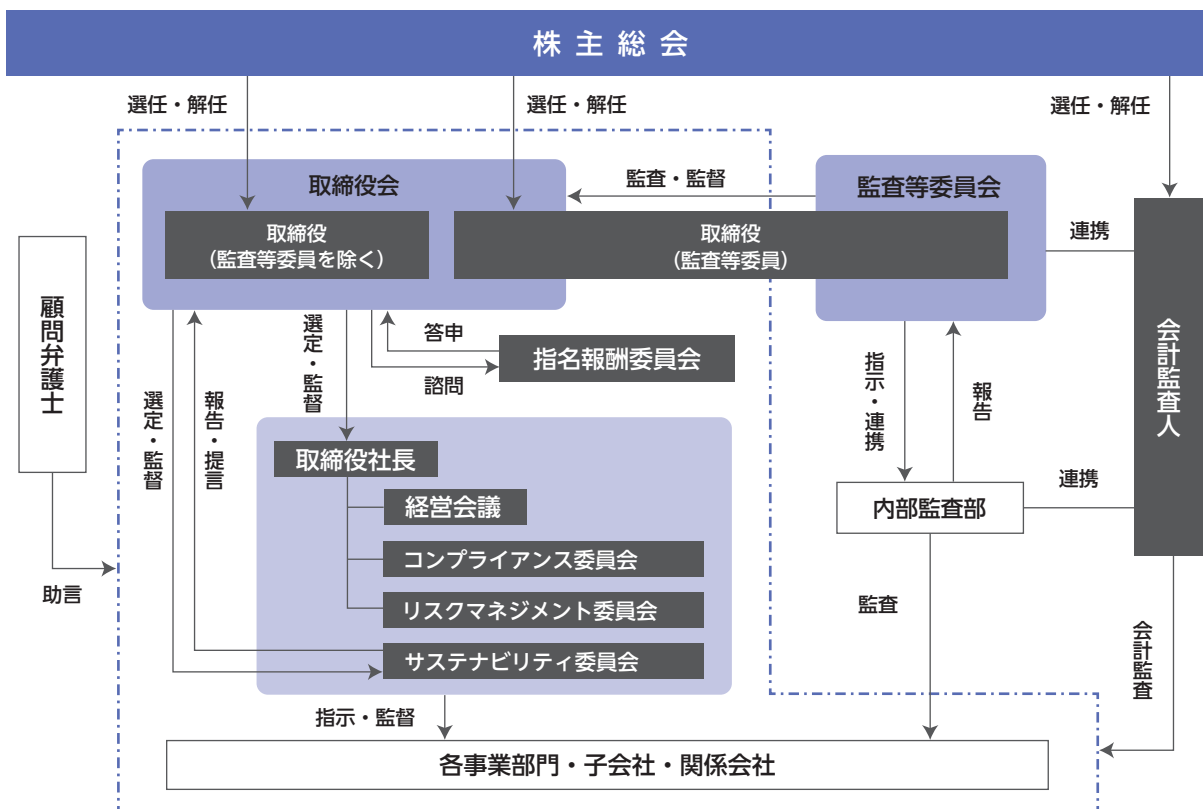 株主総会
選任・解任
選任・解任
選任・解任
取締役会
監査・監督
監査等委員会
取締役
(監査等委員を除く)
取締役
(監査等委員)
連携
顧問弁護士
会計監査人
選定・監督
答申
諮問
指名報酬委員会
指示・連携
報告
選定・監督
報告・提言
取締役社長
経営会議
コンプライアンス委員会
リスクマネジメント委員会
サステナビリティ委員会
内部監査部
連携
助言
監査
会計監査
指示・監督
各事業部門・子会社・関係会社